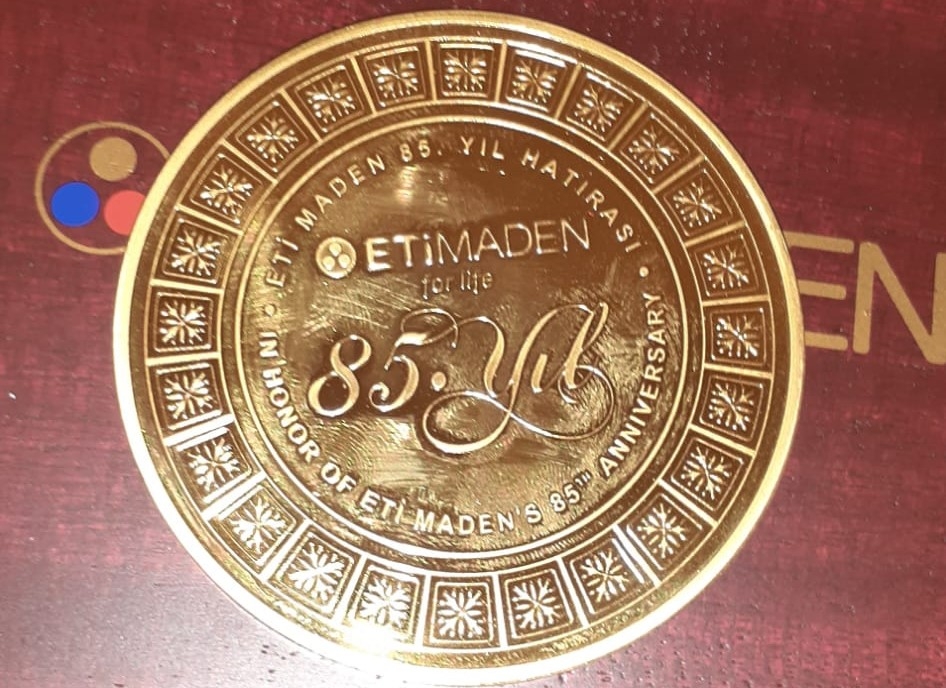 ETİ MADEN 85. YIL HATIRASI
ETİMADEN
for life
85. Yıl
IN HONOR OF ETİ MADEN'S 85TH ANNIVERSARY
EN